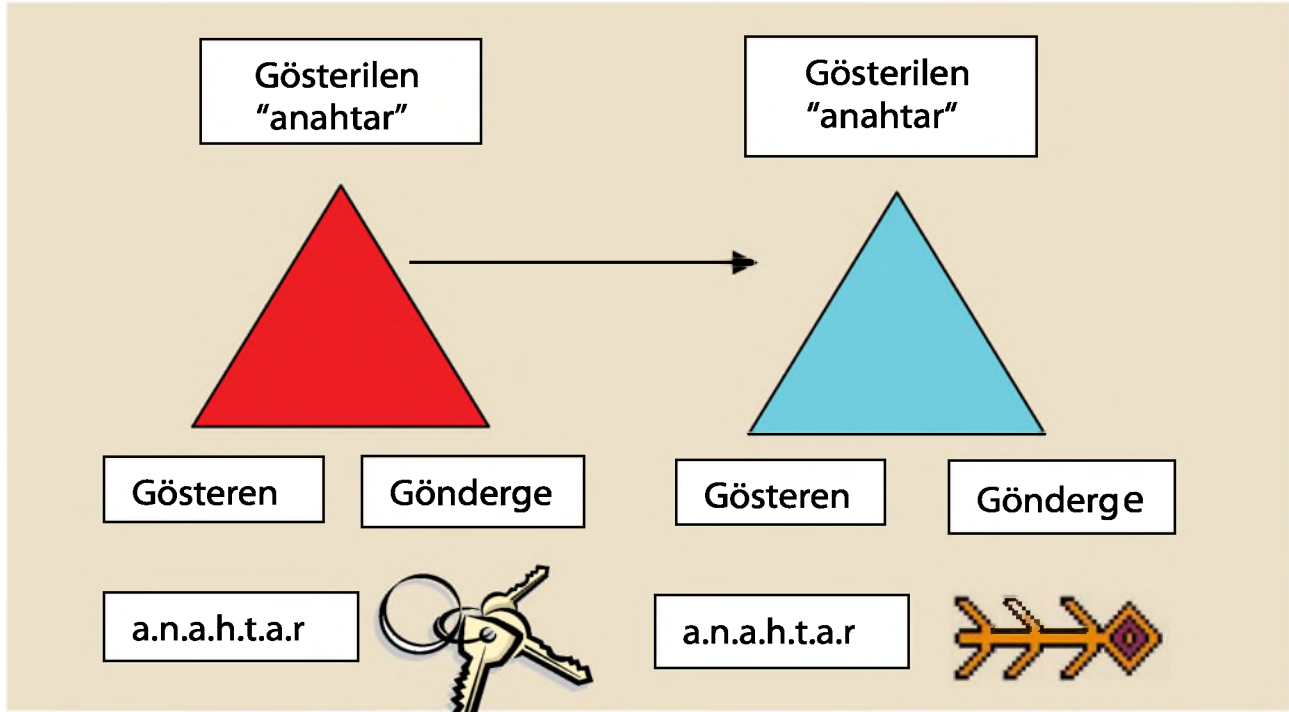 Gösterilen
"anahtar"
Gösterilen
"anahtar"
Gösteren
Gönderge
Gösteren
Gönderge
a.n.a.h.t.a.r
a.n.a.h.t.a.r